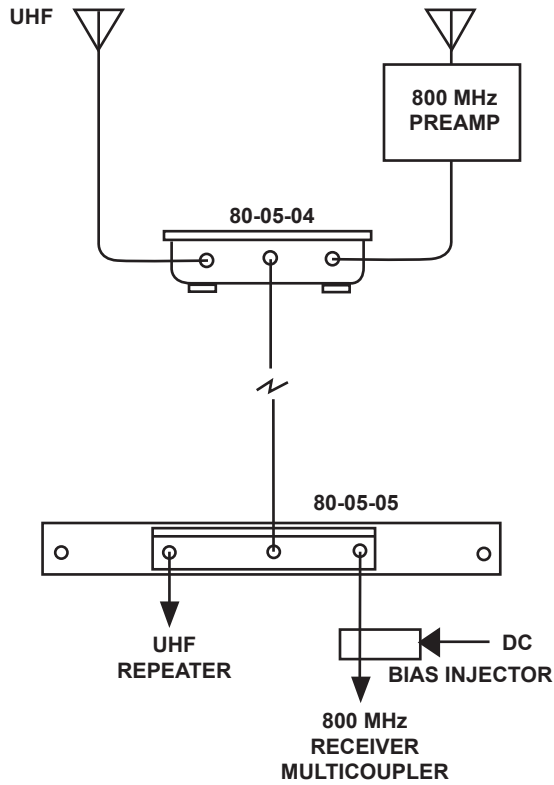 UHF
800 MHz
PREAMP
80-05-04
80-05-05
UHF
REPEATER
DC
BIAS INJECTOR
800 MHz
RECEIVER
MULTICOUPLER